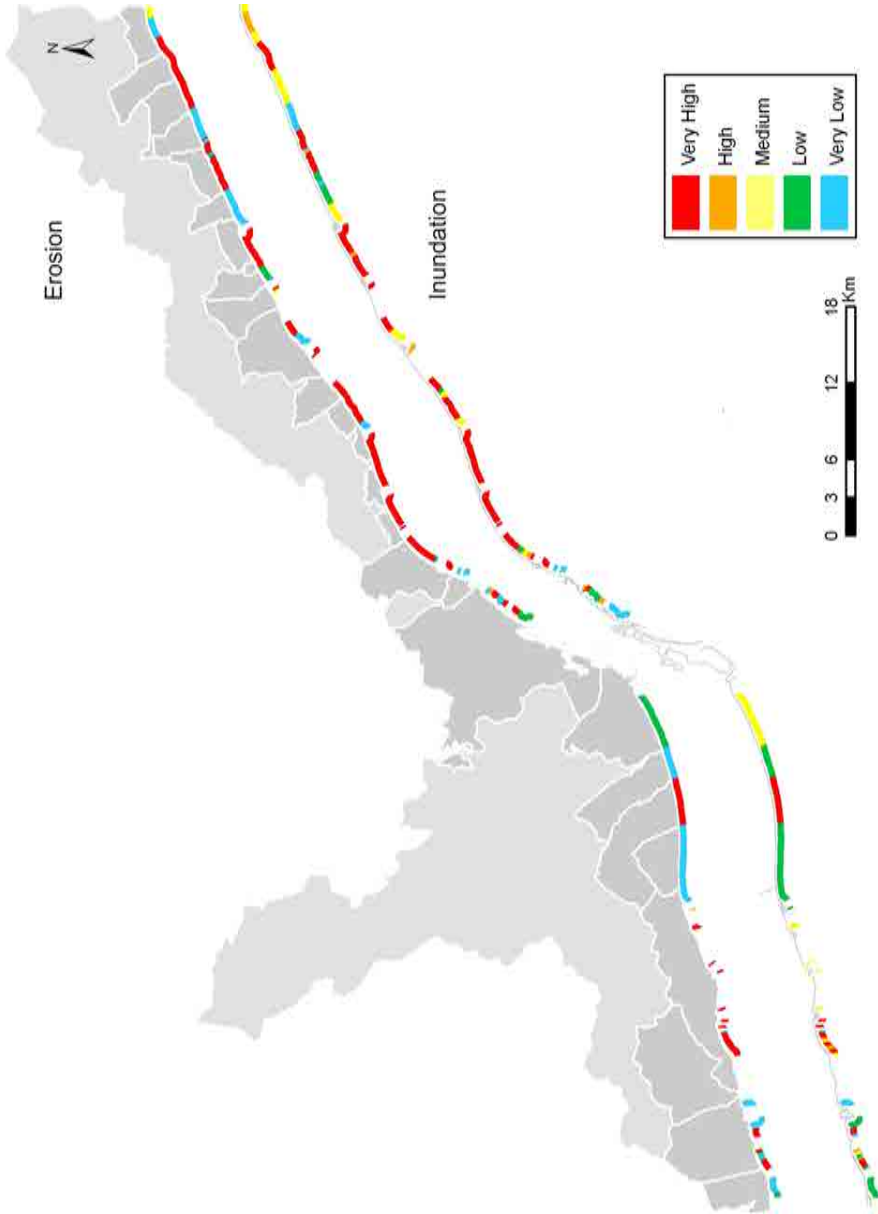 N
Erosion
Inundation
Very High
High
Medium
Low
Very Low
0 3 6 12 18
Km